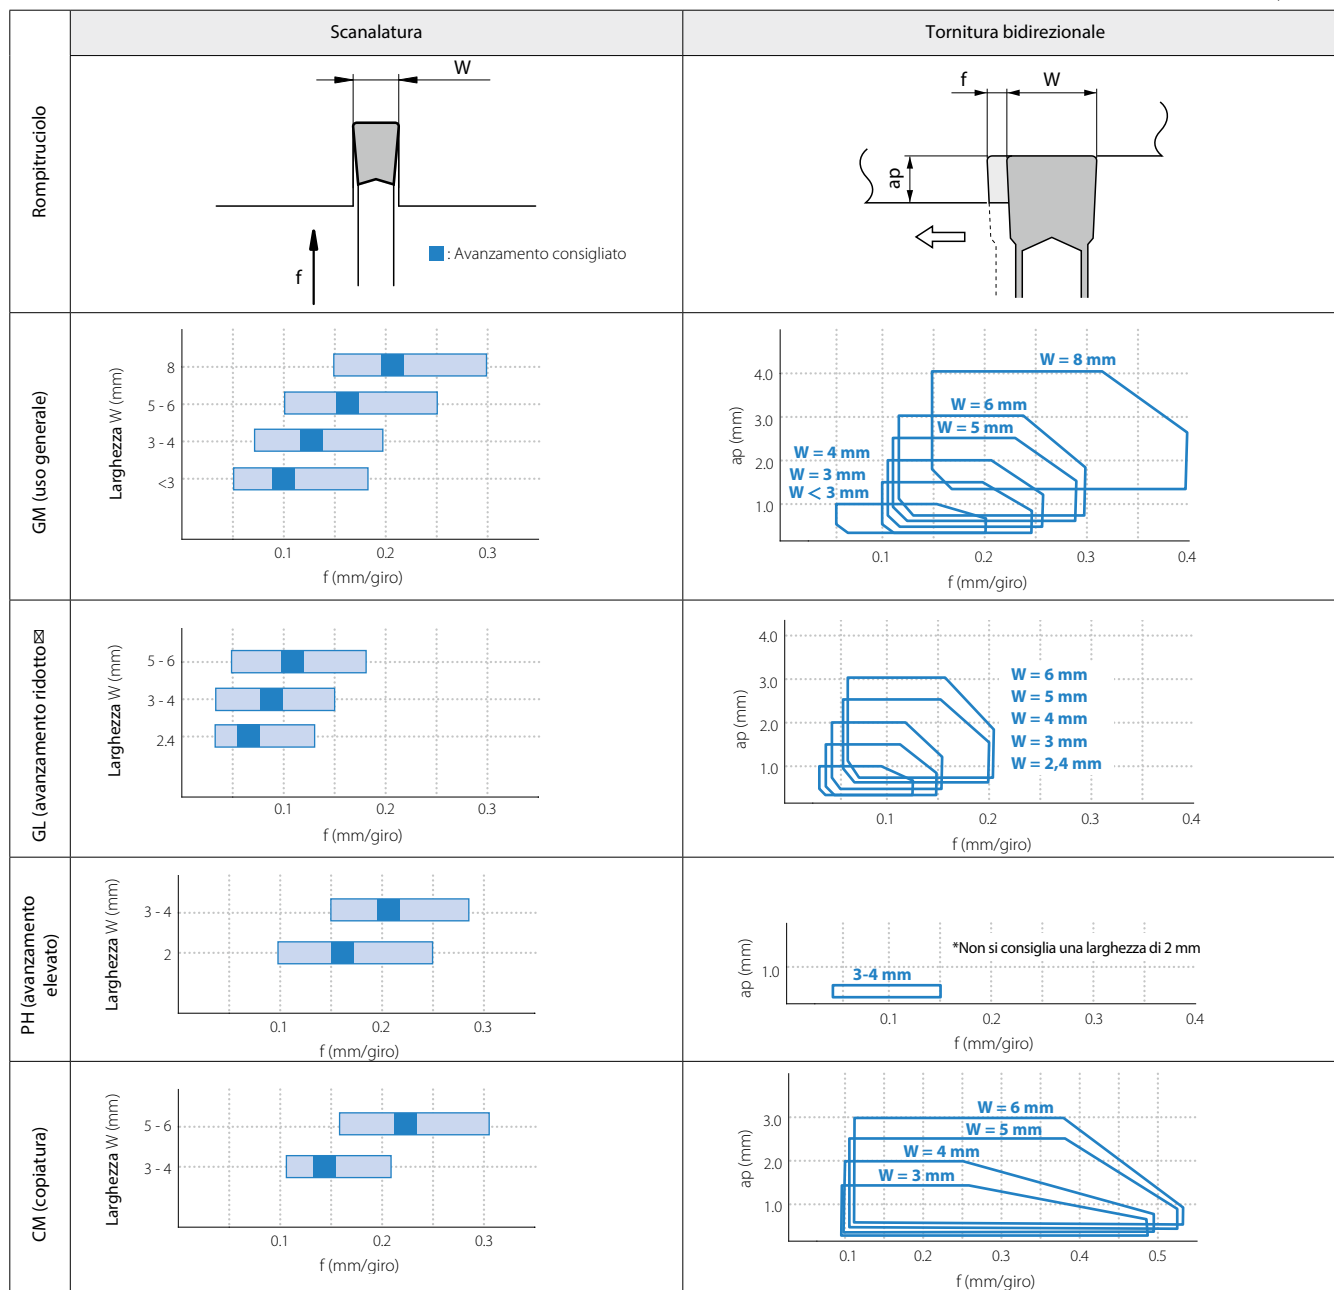 Scanalatura
Tornitura bidirezionale
Rompitruciolo
W
f
: Avanzamento consigliato
f
W
ap
GM (uso generale)
Larghezza W (mm)
8
5 - 6
3 - 4
<3
0.1
0.2
0.3
f (mm/giro)
ap (mm)
4.0
3.0
2.0
1.0
W = 8 mm
W = 6 mm
W = 5 mm
W = 4 mm
W = 3 mm
W < 3 mm
0.1
0.2
0.3
0.4
f (mm/giro)
GL (avanzamento ridotto☒
Larghezza W (mm)
5 - 6
3 - 4
2.4
0.1
0.2
0.3
f (mm/giro)
ap (mm)
4.0
3.0
2.0
1.0
W = 6 mm
W = 5 mm
W = 4 mm
W = 3 mm
W = 2,4 mm
0.1
0.2
0.3
0.4
f (mm/giro)
PH (avanzamento
elevato)
Larghezza W (mm)
3 - 4
2
0.1
0.2
0.3
f (mm/giro)
ap (mm)
1.0
*Non si consiglia una larghezza di 2 mm
3-4 mm
0.1
0.2
0.3
0.4
f (mm/giro)
CM (copiatura)
Larghezza W (mm)
5 - 6
3 - 4
0.1
0.2
0.3
f (mm/giro)
ap (mm)
3.0
2.0
1.0
W = 6 mm
W = 5 mm
W = 4 mm
W = 3 mm
0.1
0.2
0.3
0.4
0.5
f (mm/giro)